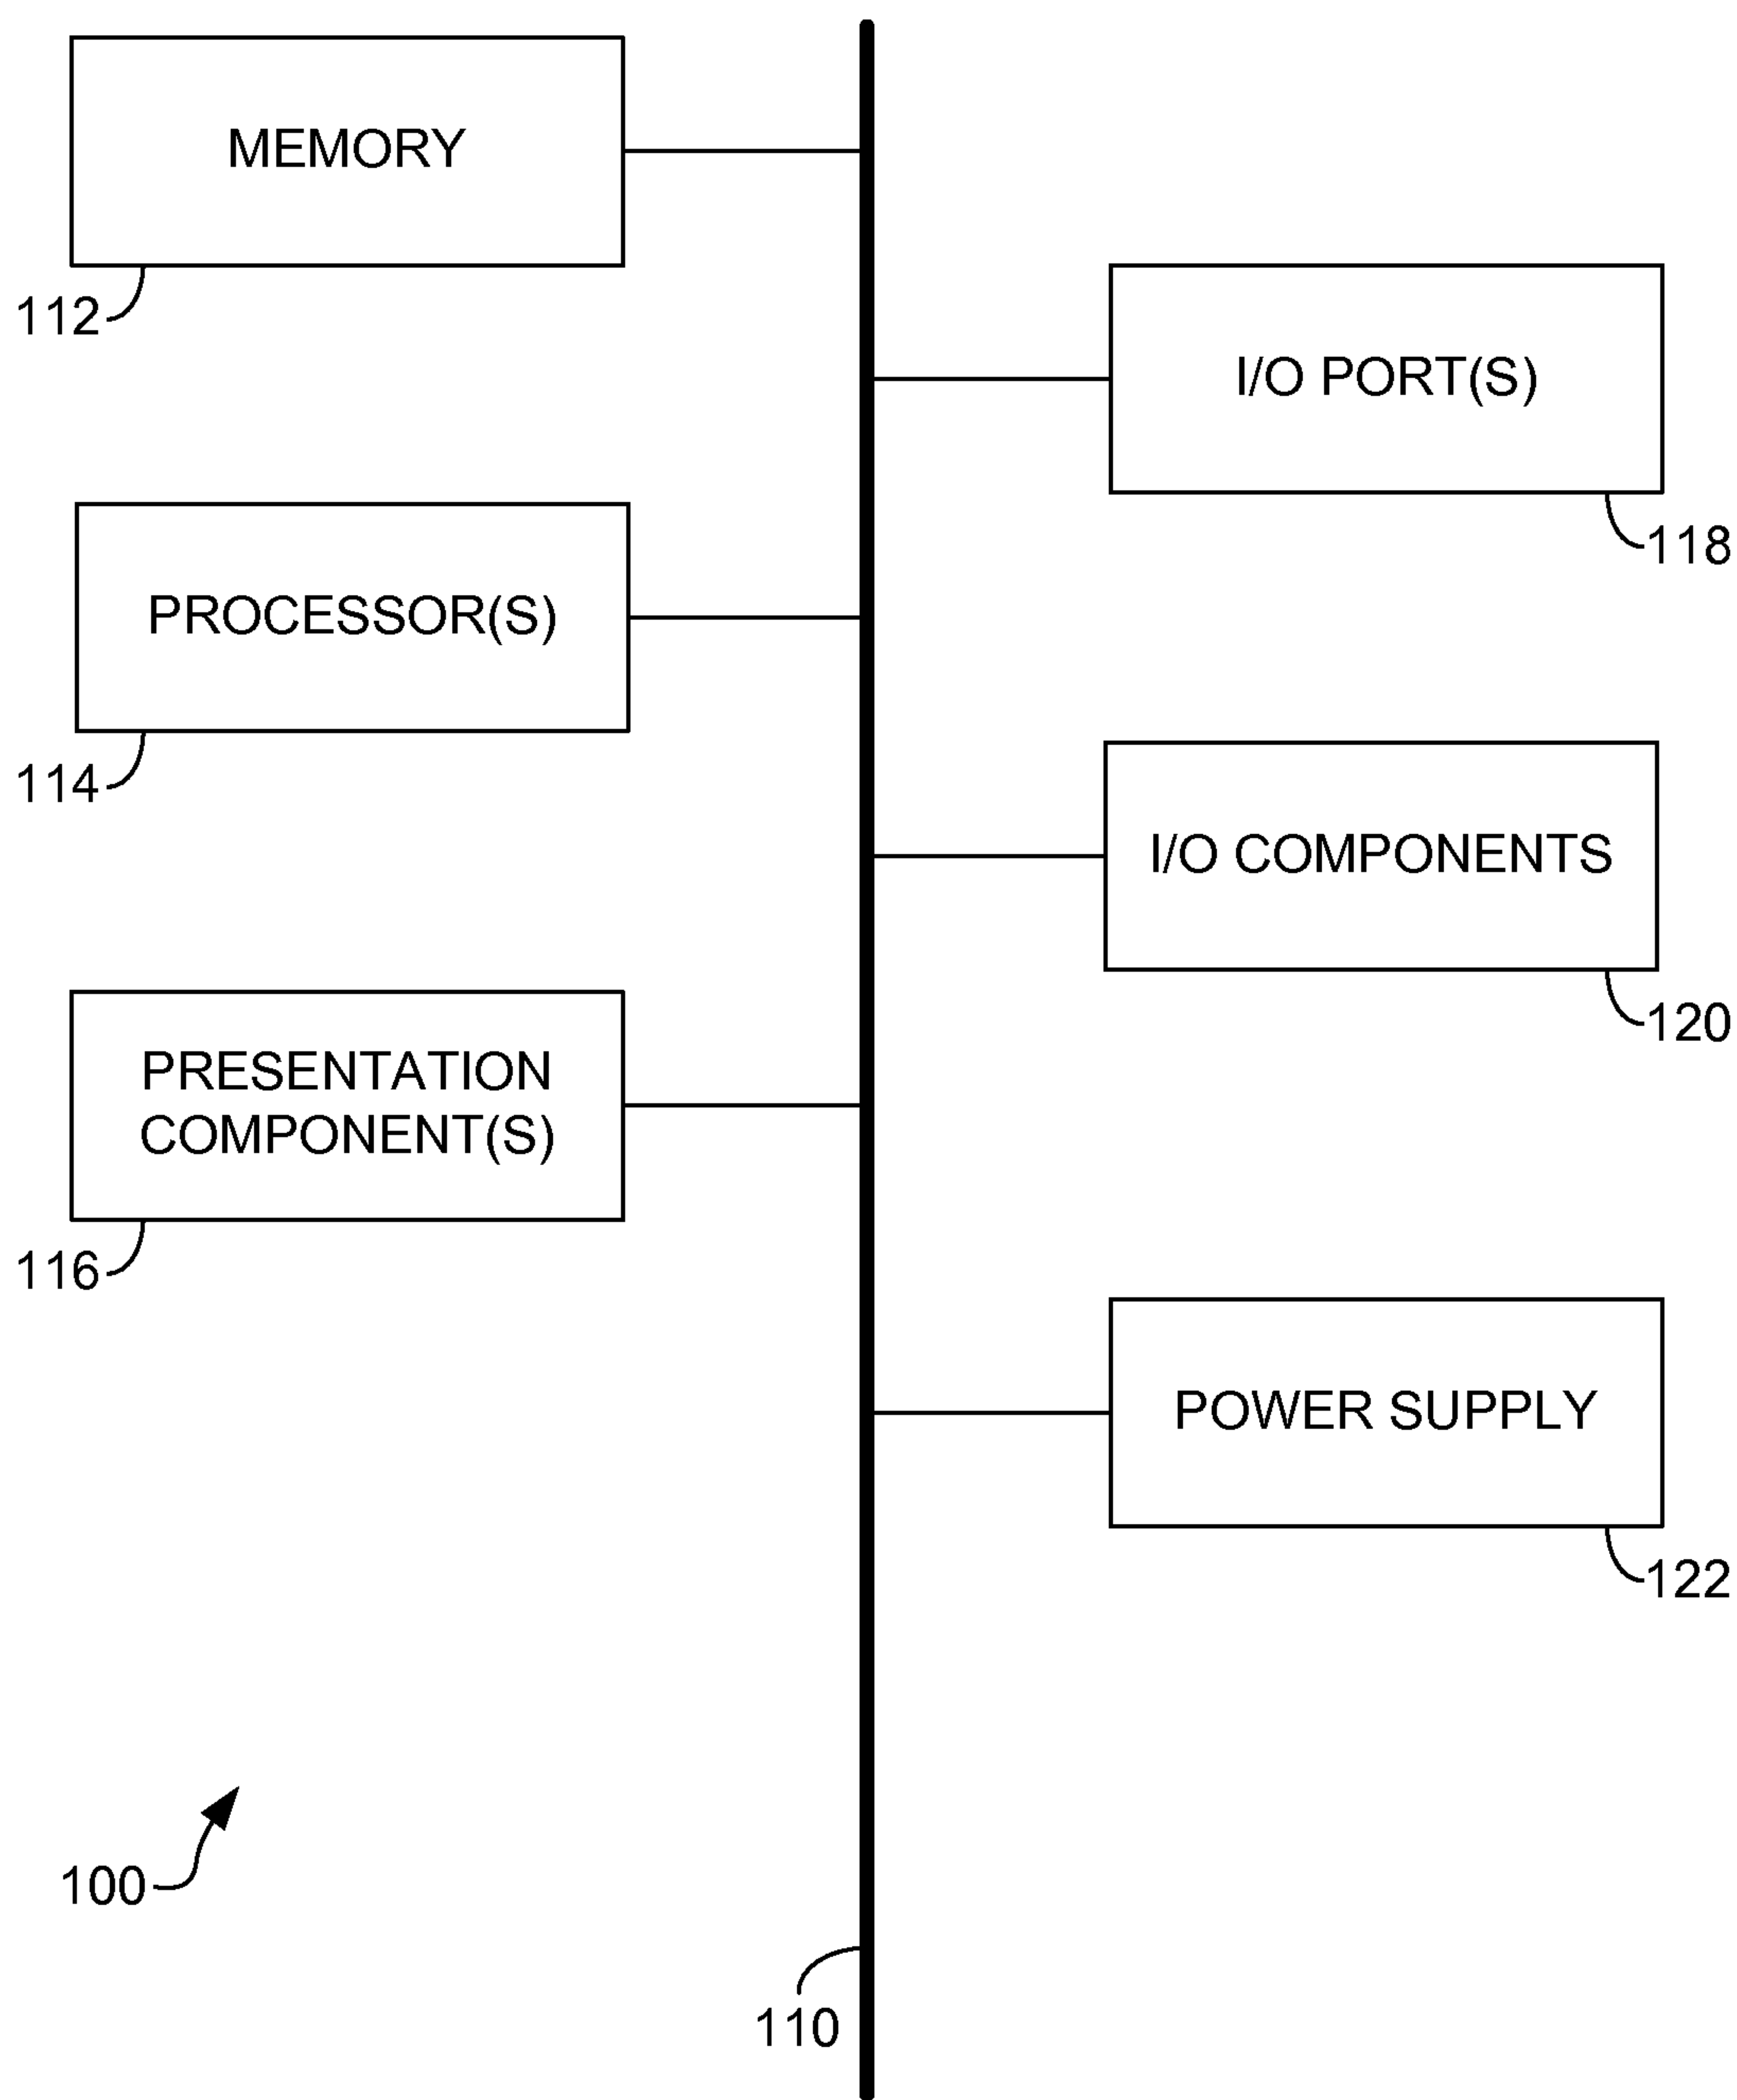 MEMORY
112
I/O PORT(S)
118
PROCESSOR(S)
114
I/O COMPONENTS
120
PRESENTATION
COMPONENT(S)
116
POWER SUPPLY
122
100
110